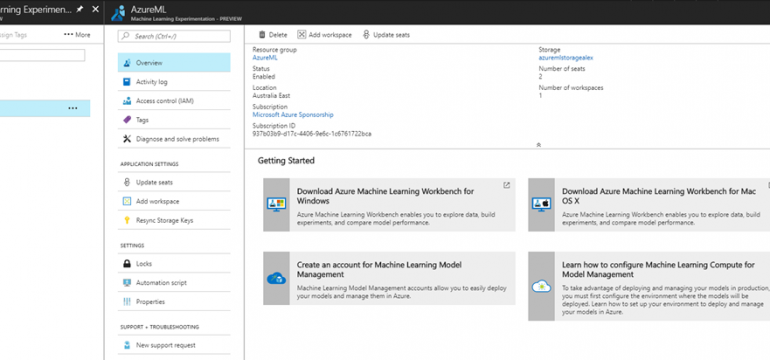 rning Experimen...
AzureML
Machine Learning Experimentation - PREVIEW
sign Tags
More
Search (Ctrl+/)
Delete
Add workspace
Update seats
Overview
Activity log
Access control (IAM)
Tags
Diagnose and solve problems
APPLICATION SETTINGS
Update seats
Add workspace
Resync Storage Keys
SETTINGS
Locks
Automation script
Properties
SUPPORT + TROUBLESHOOTING
New support request
Resource group
AzureML
Status
Enabled
Location
Australia East
Subscription
Microsoft Azure Sponsorship
Subscription ID
937b03b9-d17c-4406-9e6c-1c6761722bca
Storage
azuremlstoragealex
Number of seats
2
Number of workspaces
1
Getting Started
Download Azure Machine Learning Workbench for
Windows
Azure Machine Learning Workbench enables you to explore data, build
experiments, and compare model performance.
Download Azure Machine Learning Workbench for Mac
OS X
Azure Machine Learning Workbench enables you to explore data, build
experiments, and compare model performance.
Create an account for Machine Learning Model
Management
Machine Learning Model Management accounts allow you to easily deploy
your models and manage them in Azure.
Learn how to configure Machine Learning Compute for
Model Management
To take advantage of deploying and managing your models in production,
you must first configure the environment where the models will be
deployed. Learn how to set up your environment to deploy and manage
your models in Azure.